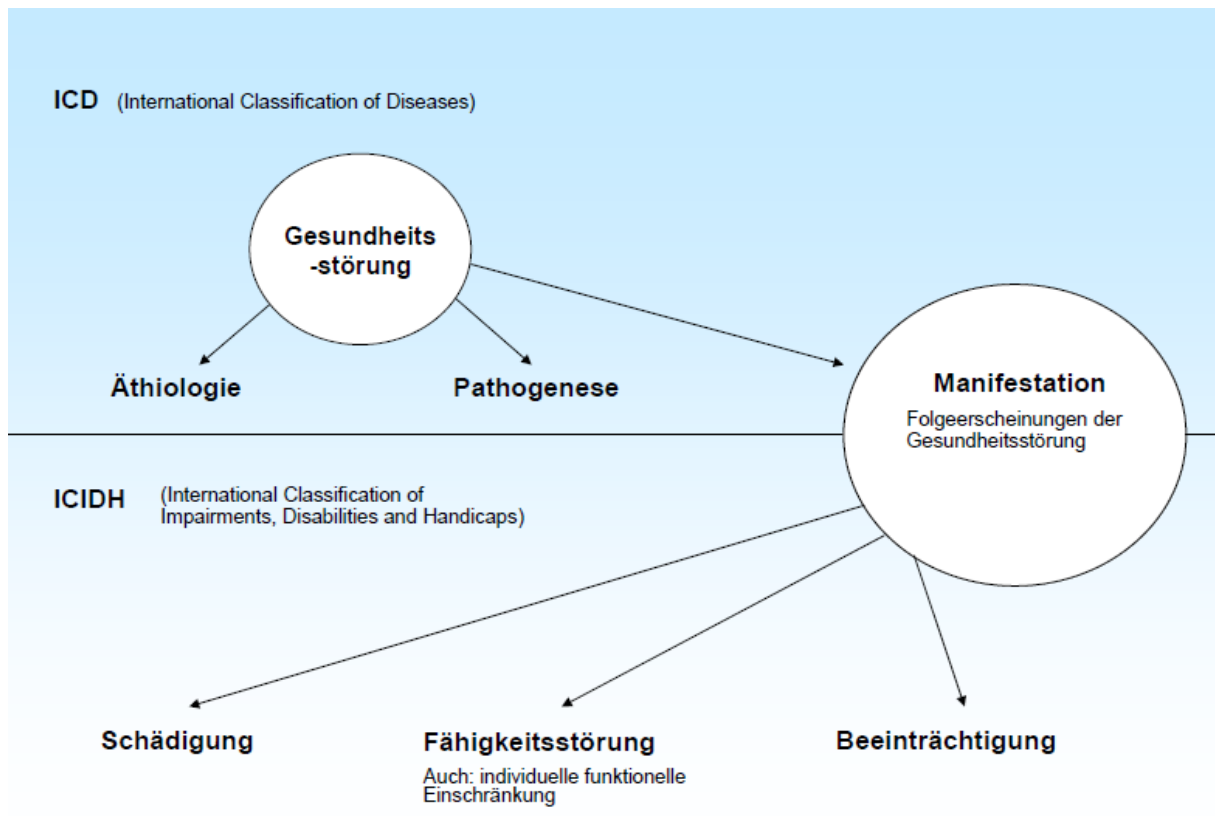 ICD (International Classification of Diseases)
Gesundheits
-störung
Äthiologie
Pathogenese
Manifestation
Folgeerscheinungen der
Gesundheitsstörung
ICIDH (International Classification of
Impairments, Disabilities and Handicaps)
Schädigung
Fähigkeitsstörung
Auch: individuelle funktionelle
Einschränkung
Beeinträchtigung